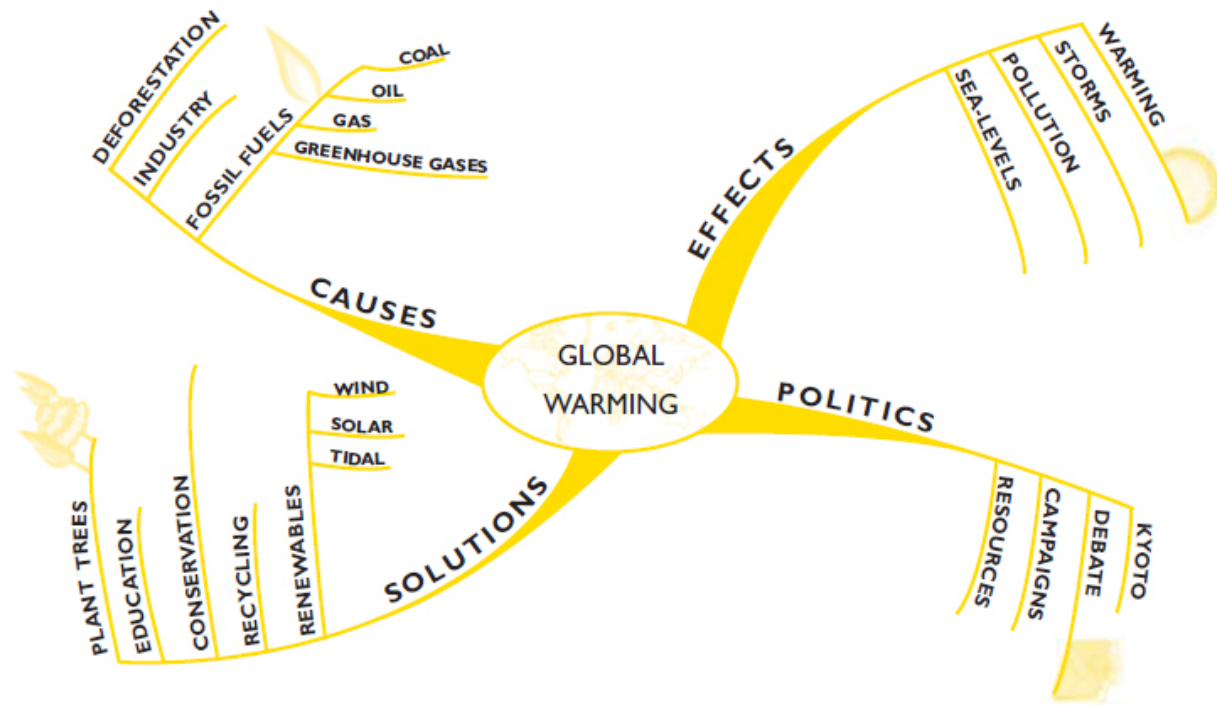 GLOBAL
WARMING
EFFECTS
SEA-LEVELS
POLLUTION
STORMS
WARMING
POLITICS
RESOURCES
CAMPAIGNS
DEBATE
KYOTO
SOLUTIONS
RENEWABLES
WIND
SOLAR
TIDAL
RECYCLING
CONSERVATION
EDUCATION
PLANT TREES
CAUSES
FOSSIL FUELS
COAL
OIL
GAS
GREENHOUSE GASES
INDUSTRY
DEFORESTATION